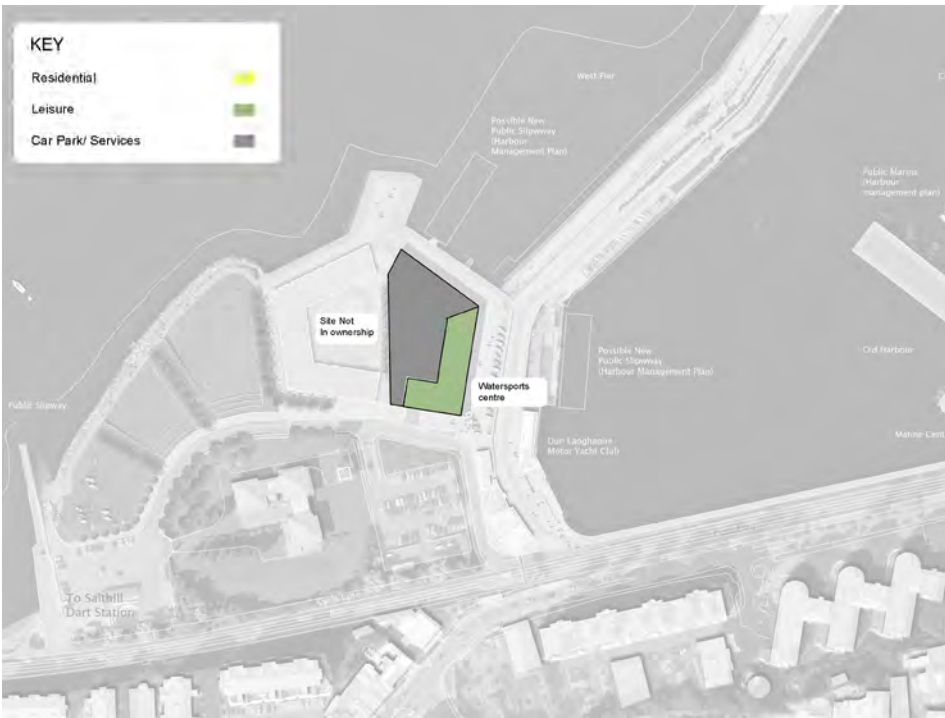 KEY
Residential
Leisure
Car Park/ Services
West Pier
Possible New
Public Slipway
(Harbour
Management Plan)
Public Marina
(Harbour
management plan)
Site Not
In ownership
Possible New
Public Slipway
(Harbour Management Plan)
Old Harbour
Watersports
centre
Public Slipway
Dun Laoghaire
Motor Yacht Club
To Salthill
Dart Station